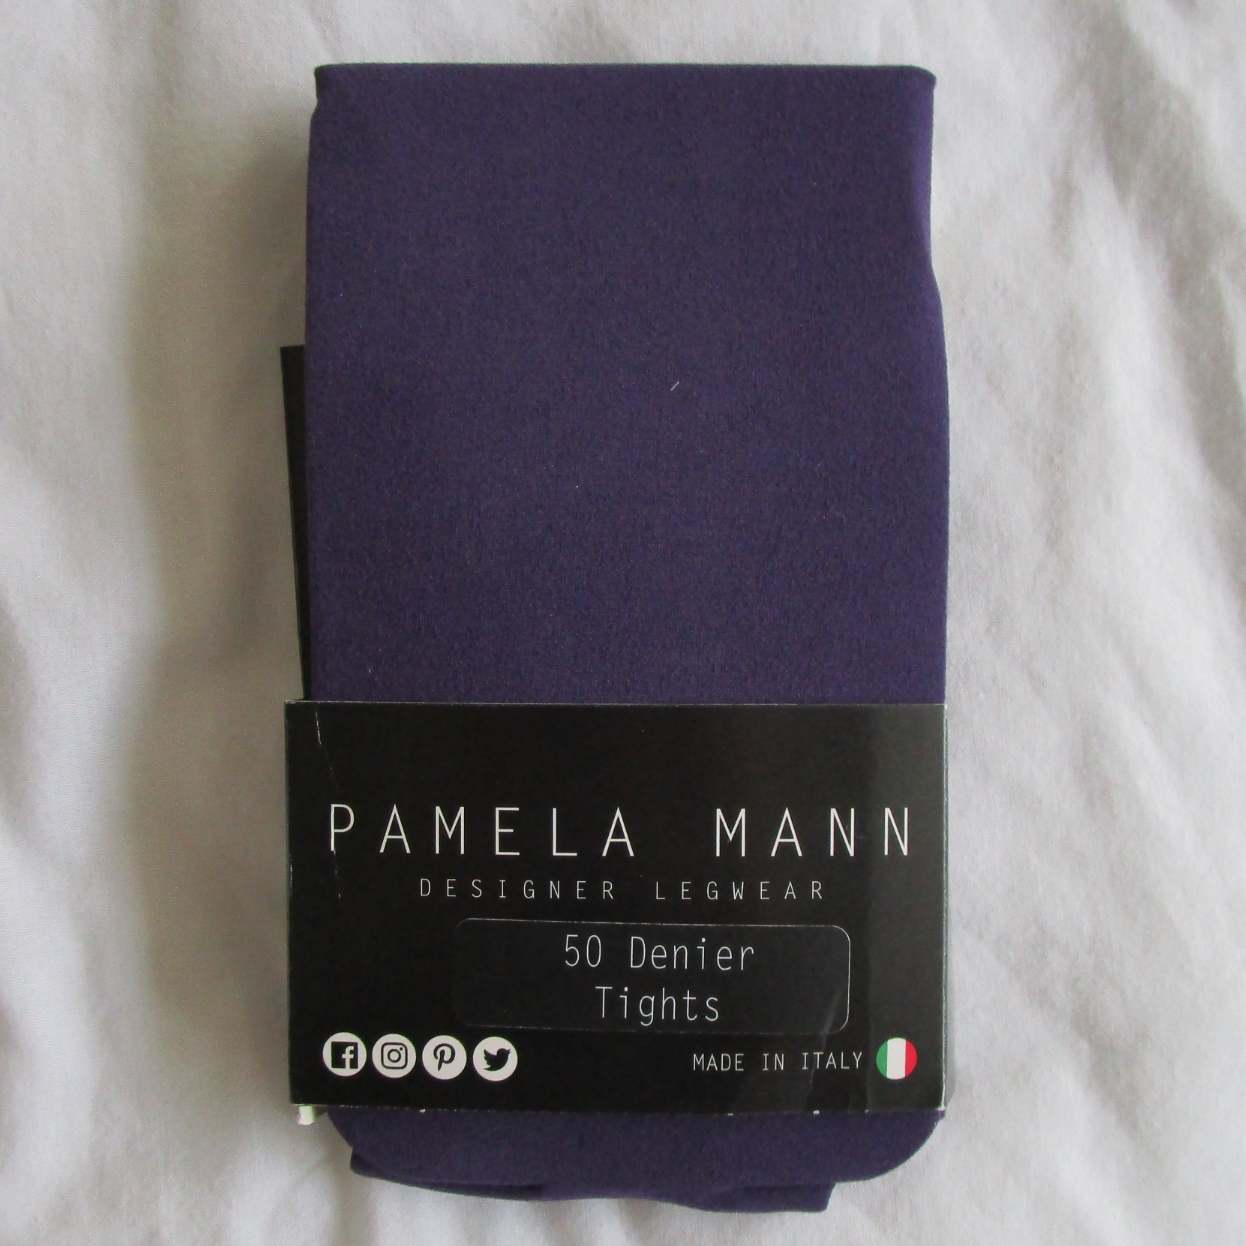 PAMELA MANN
DESIGNER LEGWEAR
50 Denier
Tights
MADE IN ITALY